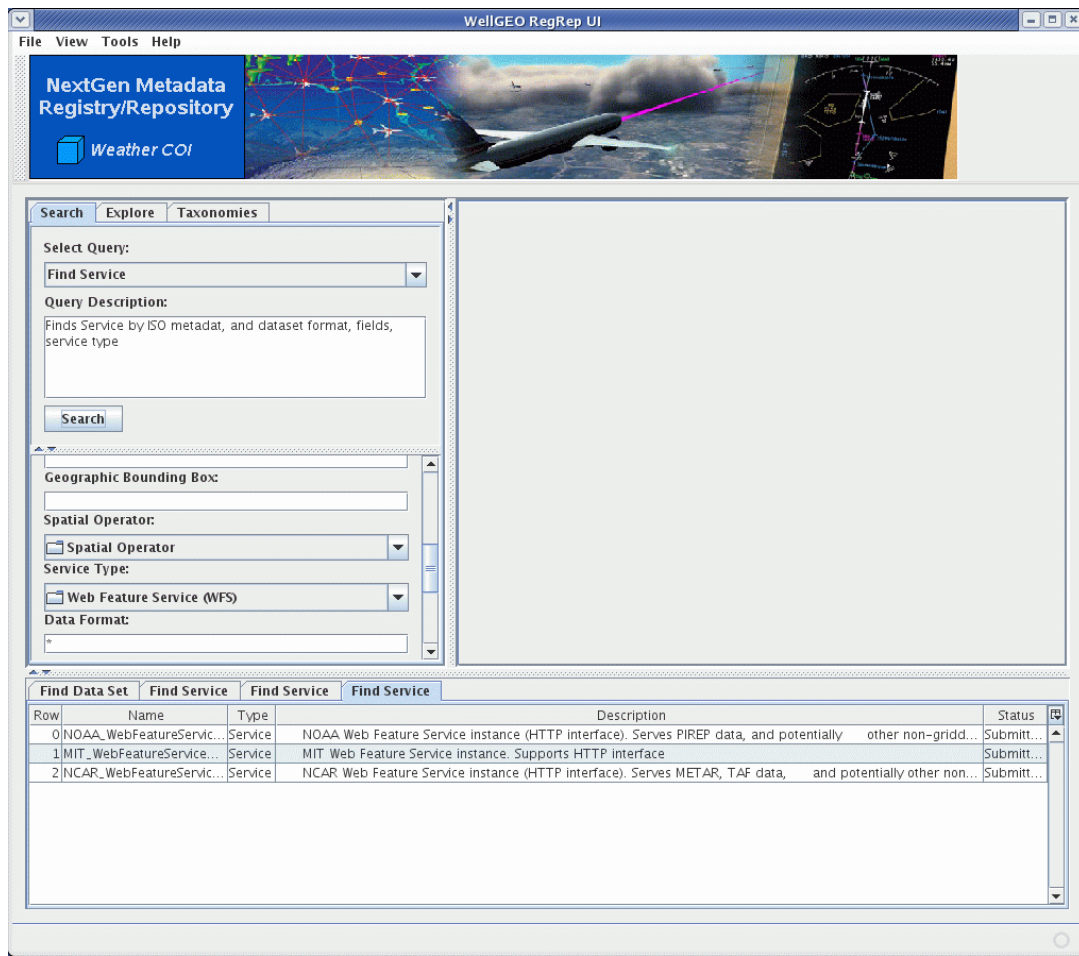 WellGEO RegRep UI
File View Tools Help
NextGen Metadata
Registry/Repository
Weather COI
Search Explore Taxonomies
Select Query:
Find Service
Query Description:
Finds Service by ISO metadat, and dataset format, fields,
service type
Search
Geographic Bounding Box:
Spatial Operator:
Spatial Operator
Service Type:
Web Feature Service (WFS)
Data Format:
*
Find Data Set Find Service Find Service Find Service
Row Name Type Description Status
0 NOAA_WebFeatureServic... Service NOAA Web Feature Service instance (HTTP interface). Serves PIREP data, and potentially other non-gridd... Submitt...
1 MIT_WebFeatureService... Service MIT Web Feature Service instance. Supports HTTP interface Submitt...
2 NCAR_WebFeatureServic... Service NCAR Web Feature Service instance (HTTP interface). Serves METAR, TAF data, and potentially other non... Submitt...